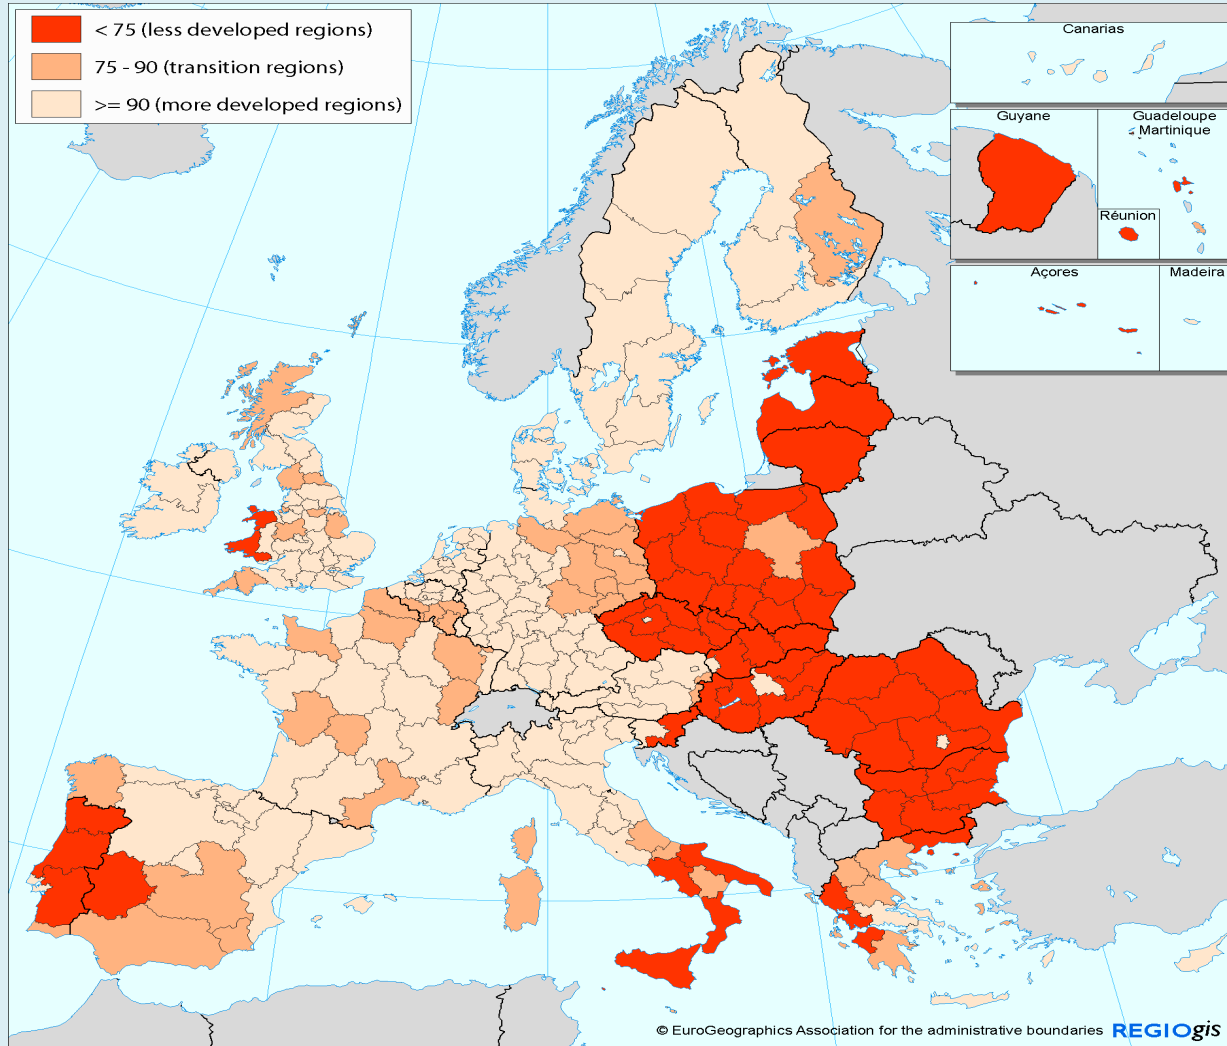 < 75 (less developed regions)
75 - 90 (transition regions)
>= 90 (more developed regions)
Canarias
Guyane
Guadeloupe
Martinique
Réunion
Açores
Madeira
© EuroGeographics Association for the administrative boundaries REGIOgis